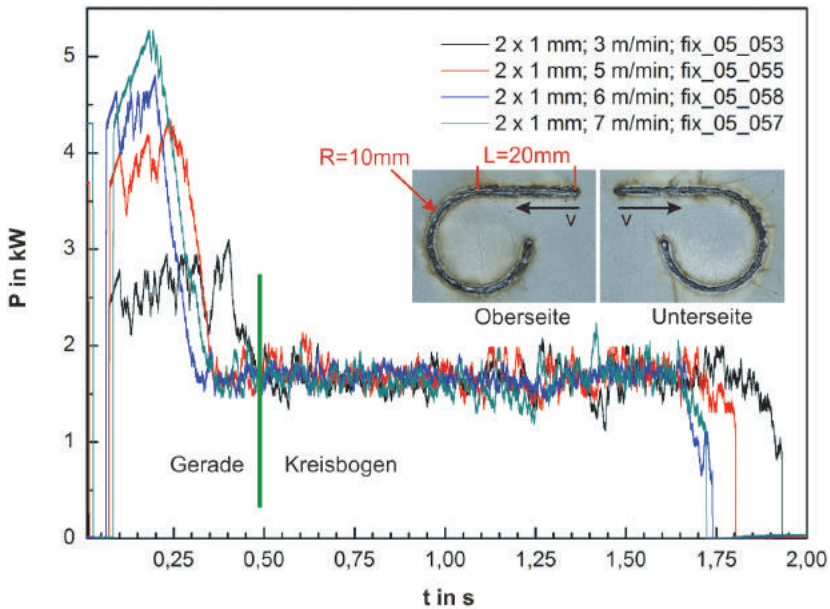 2 x 1 mm; 3 m/min; fix_05_053
2 x 1 mm; 5 m/min; fix_05_055
2 x 1 mm; 6 m/min; fix_05_058
2 x 1 mm; 7 m/min; fix_05_057
R=10mm
L=20mm
v
v
Oberseite
Unterseite
Gerade
Kreisbogen
P in kW
5
4
3
2
1
0
0,25
0,50
0,75
1,00
1,25
1,50
1,75
2,00
t in s